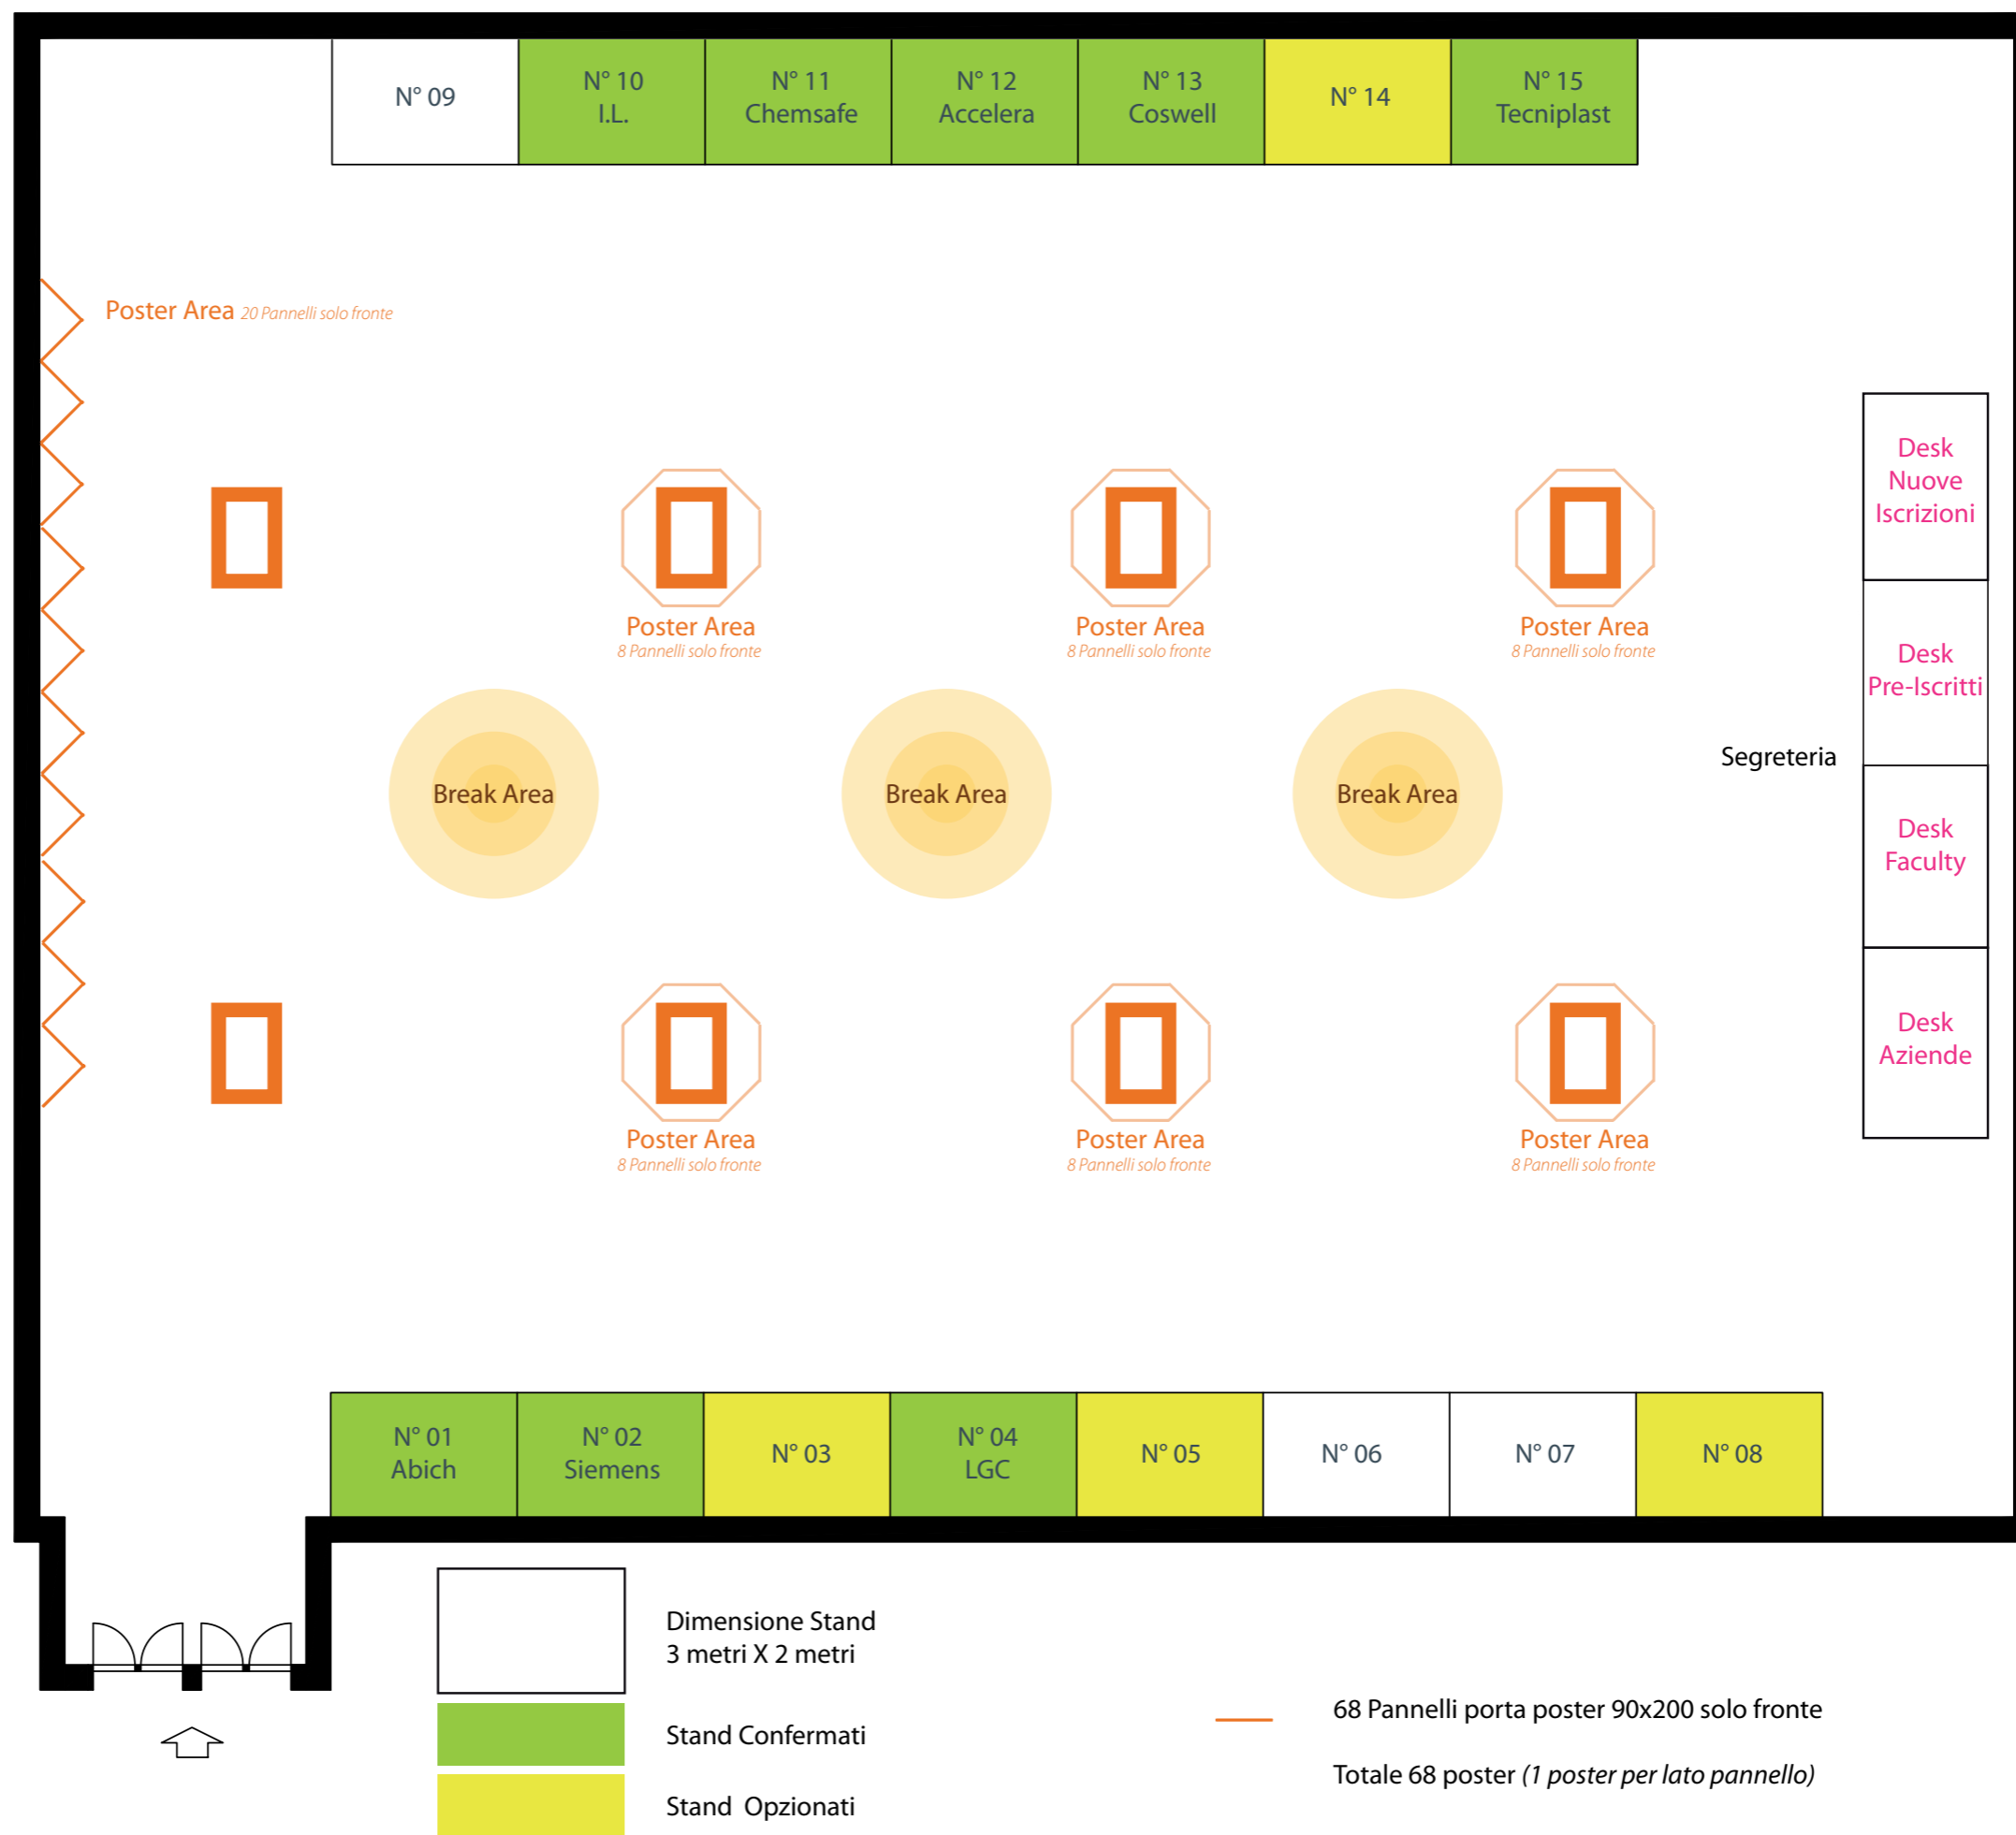 N° 09
N° 10
I.L.
N° 11
Chemsafe
N° 12
Accelera
N° 13
Coswell
N° 14
N° 15
Tecniplast
Poster Area 20 Pannelli solo fronte
Desk
Nuove
Iscrizioni
Poster Area
8 Pannelli solo fronte
Poster Area
8 Pannelli solo fronte
Poster Area
8 Pannelli solo fronte
Desk
Pre-Iscritti
Segreteria
Break Area
Break Area
Break Area
Desk
Faculty
Desk
Aziende
Poster Area
8 Pannelli solo fronte
Poster Area
8 Pannelli solo fronte
Poster Area
8 Pannelli solo fronte
N° 01
Abich
N° 02
Siemens
N° 03
N° 04
LGC
N° 05
N° 06
N° 07
N° 08
Dimensione Stand
3 metri X 2 metri
Stand Confermati
Stand Opzionati
68 Pannelli porta poster 90x200 solo fronte
Totale 68 poster (1 poster per lato pannello)